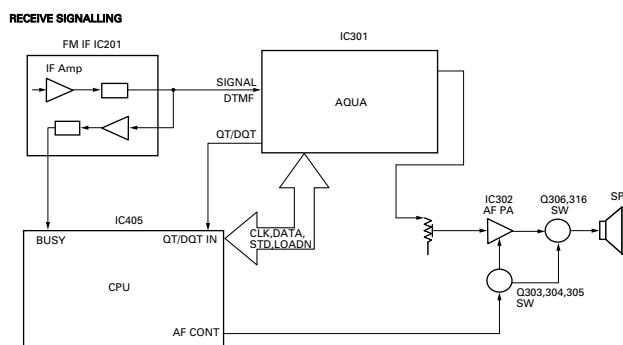 RECEIVE SIGNALLING
FM IF IC201
IF Amp
IC301
AQUA
SIGNAL
DTMF
QT/DQT
IC302
AF PA
Q306,316
SW
SP
IC405
BUSY
QT/DQT IN
CLK,DATA,
STD,LOADN
CPU
Q303,304,305
SW
AF CONT